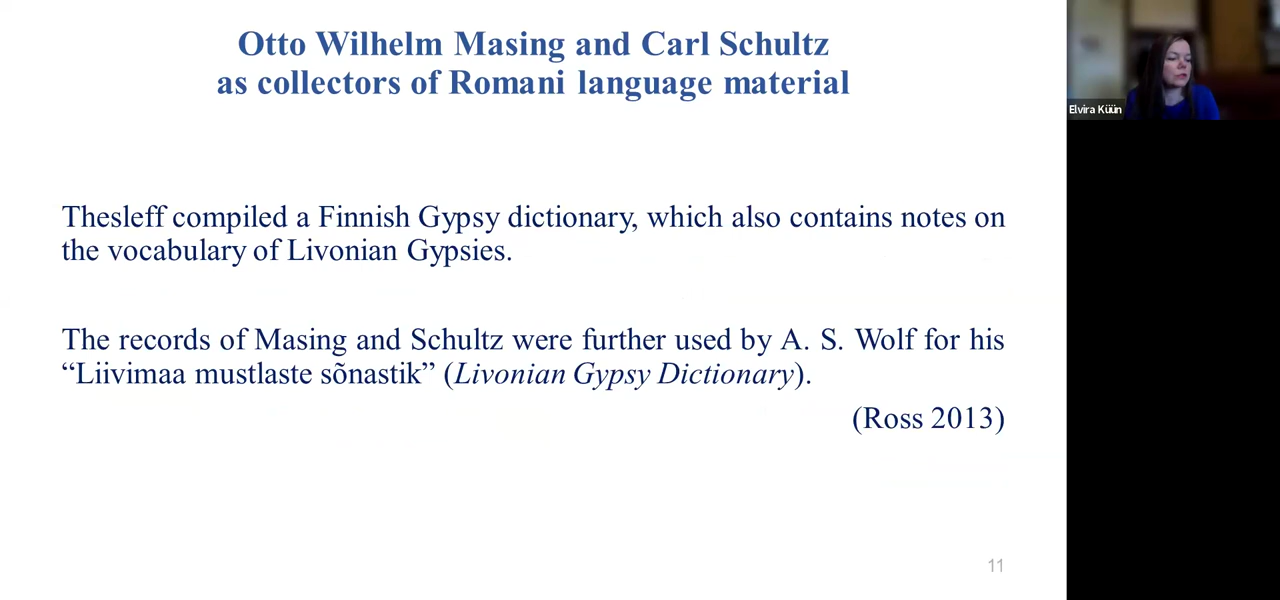 Otto Wilhelm Masing and Carl Schultz
as collectors of Romani language material
Elvira Küün
Thesleff compiled a Finnish Gypsy dictionary, which also contains notes on
the vocabulary of Livonian Gypsies.
The records of Masing and Schultz were further used by A. S. Wolf for his
“Liivimaa mustlaste sõnastik” (Livonian Gypsy Dictionary).
(Ross 2013)
11